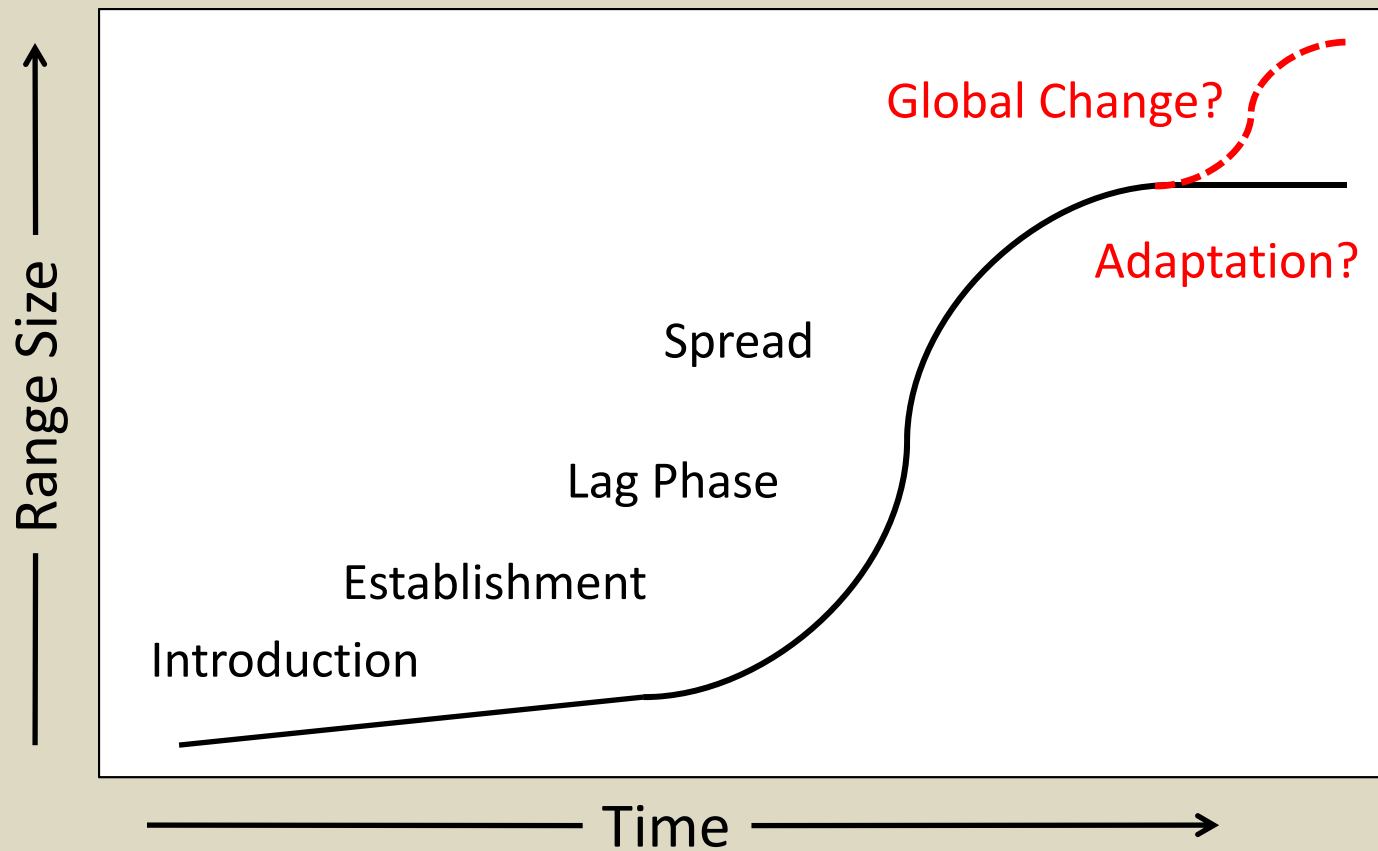 Global Change?
Adaptation?
Spread
Lag Phase
Establishment
Introduction
Range Size
Time